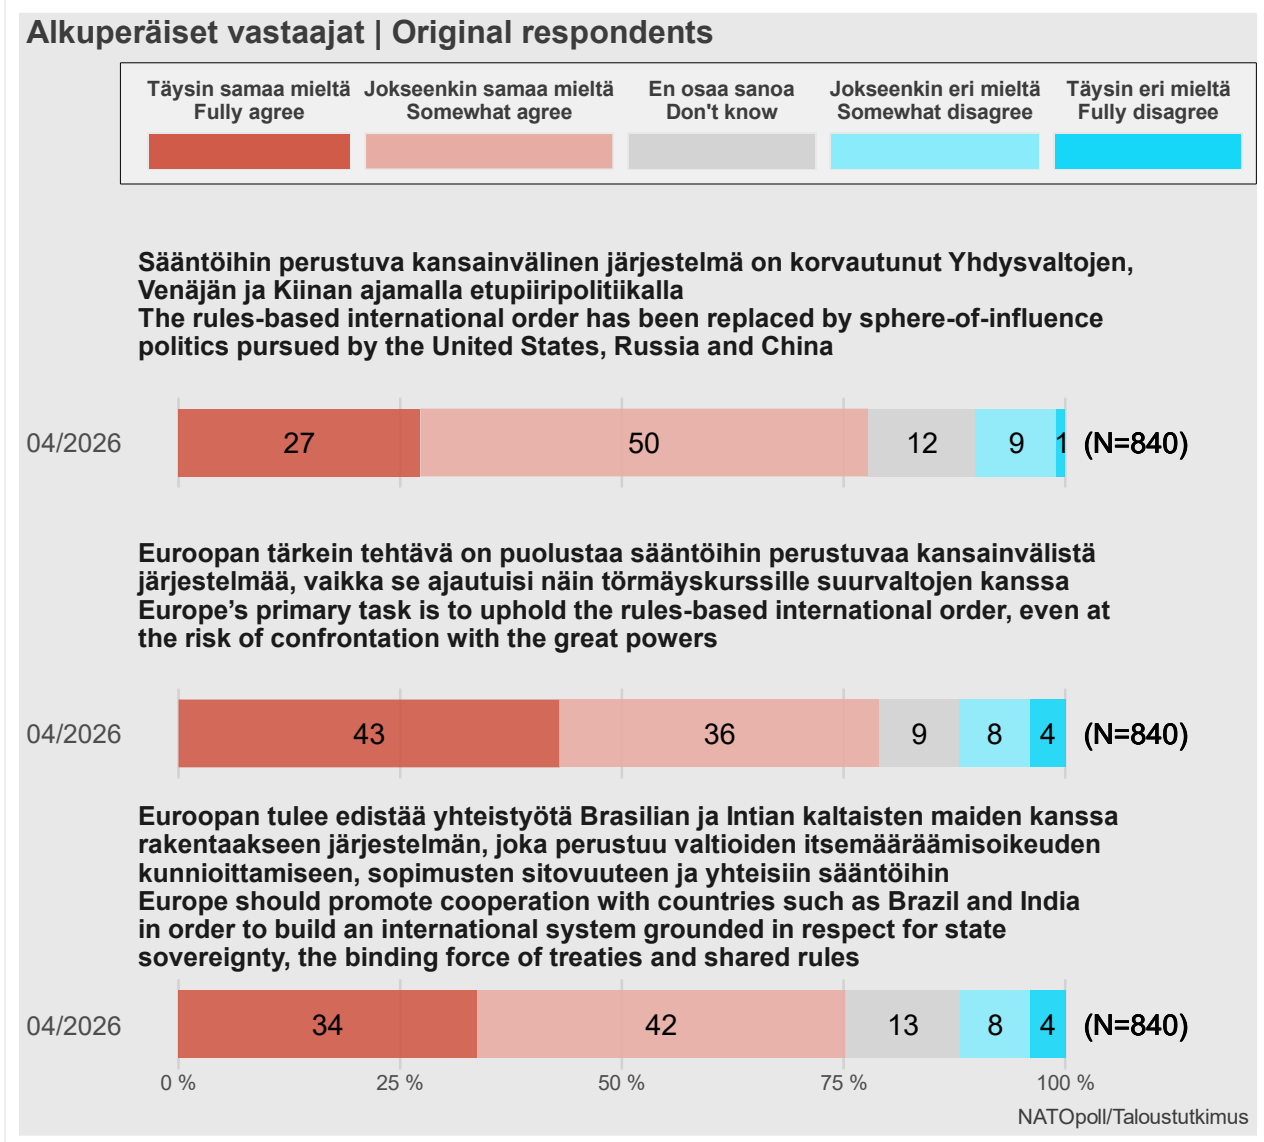 Alkuperäiset vastaajat | Original respondents
Täysin samaa mieltä Jokseenkin samaa mieltä En osaa sanoa Jokseenkin eri mieltä Täysin eri mieltä
Fully agree Somewhat agree Don't know Somewhat disagree Fully disagree
Sääntöihin perustuva kansainvälinen järjestelmä on korvautunut Yhdysvaltojen,
Venäjän ja Kiinan ajamalla etupiiripolitiikalla
The rules-based international order has been replaced by sphere-of-influence
politics pursued by the United States, Russia and China
04/2026 27 50 12 9 1 (N=840)
Euroopan tärkein tehtävä on puolustaa sääntöihin perustuvaa kansainvälistä
järjestelmää, vaikka se ajautuisi näin törmäyskurssille suurvaltojen kanssa
Europe’s primary task is to uphold the rules-based international order, even at
the risk of confrontation with the great powers
04/2026 43 36 9 8 4 (N=840)
Euroopan tulee edistää yhteistyötä Brasilian ja Intian kaltaisten maiden kanssa
rakentaakseen järjestelmän, joka perustuu valtioiden itsemääräämisoikeuden
kunnioittamiseen, sopimusten sitovuuteen ja yhteisiin sääntöihin
Europe should promote cooperation with countries such as Brazil and India
in order to build an international system grounded in respect for state
sovereignty, the binding force of treaties and shared rules
04/2026 34 42 13 8 4 (N=840)
0 % 25 % 50 % 75 % 100 %
NATOpoll/Taloustutkimus